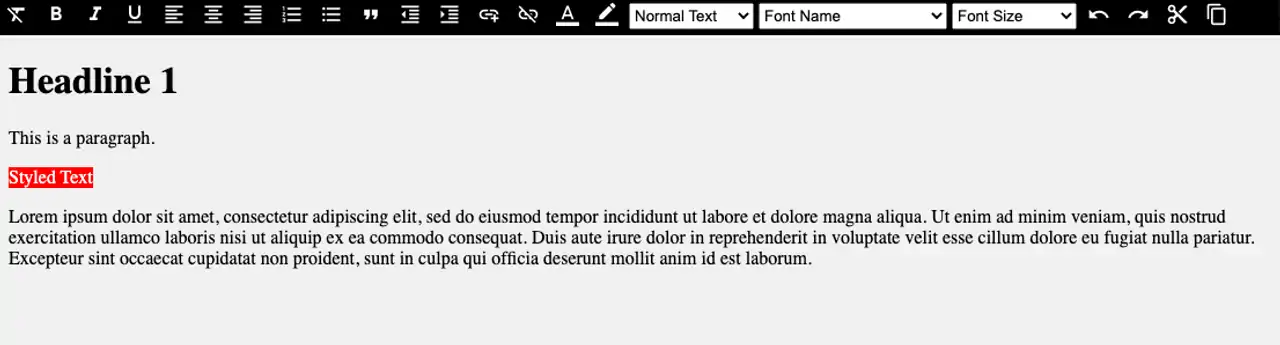 B I U A Normal Text Font Name Font Size
Headline 1
This is a paragraph.
Styled Text
Lorem ipsum dolor sit amet, consectetur adipiscing elit, sed do eiusmod tempor incididunt ut labore et dolore magna aliqua. Ut enim ad minim veniam, quis nostrud
exercitation ullamco laboris nisi ut aliquip ex ea commodo consequat. Duis aute irure dolor in reprehenderit in voluptate velit esse cillum dolore eu fugiat nulla pariatur.
Excepteur sint occaecat cupidatat non proident, sunt in culpa qui officia deserunt mollit anim id est laborum.